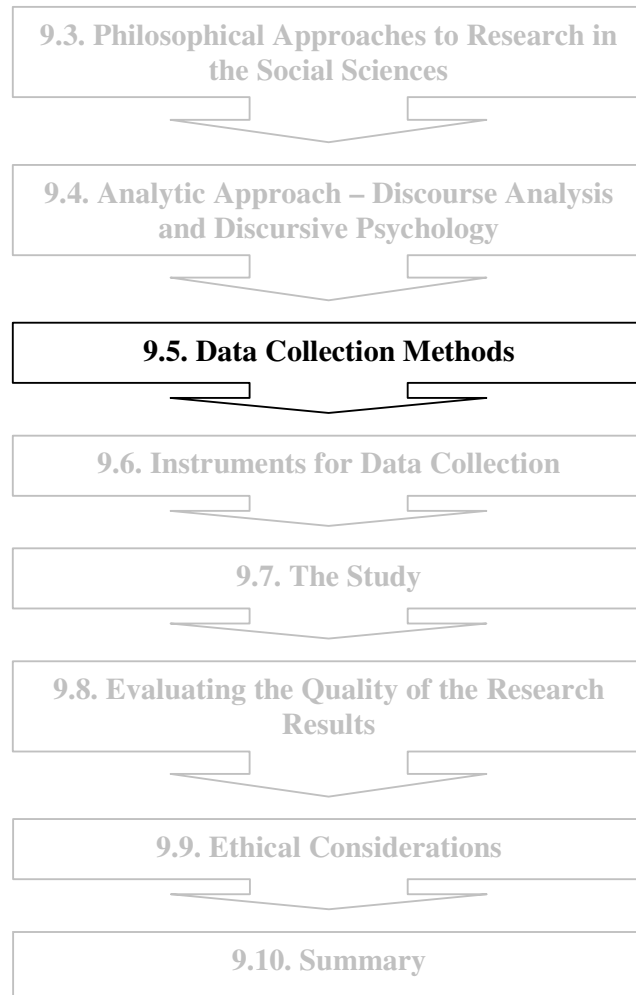 9.3. Philosophical Approaches to Research in
the Social Sciences
9.4. Analytic Approach – Discourse Analysis
and Discursive Psychology
9.5. Data Collection Methods
9.6. Instruments for Data Collection
9.7. The Study
9.8. Evaluating the Quality of the Research
Results
9.9. Ethical Considerations
9.10. Summary